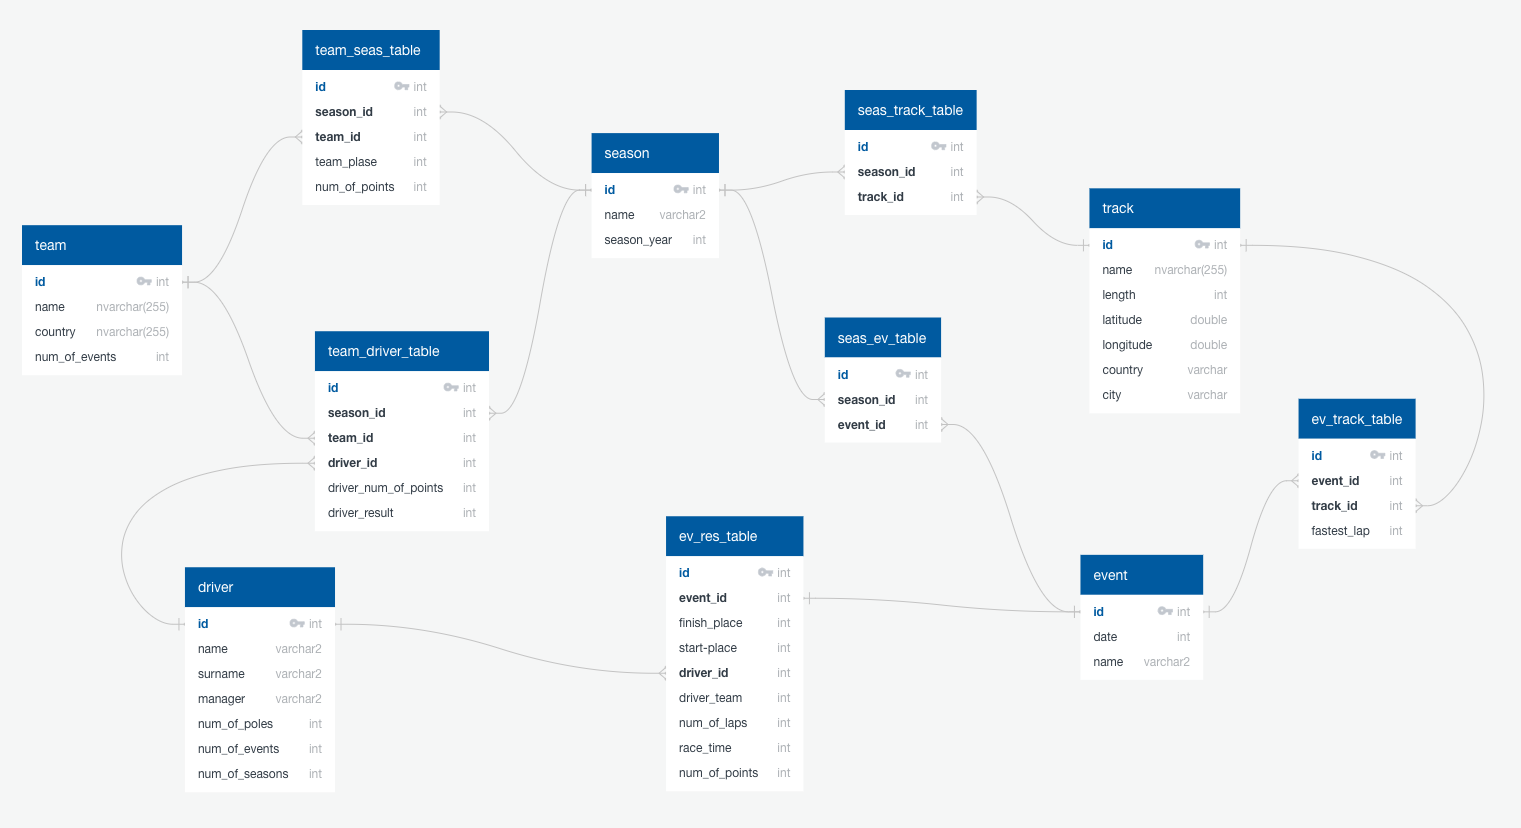 team_seas_table
id int
season_id int
team_id int
team_plase int
num_of_points int
team
id int
name nvarchar(255)
country nvarchar(255)
num_of_events int
team_driver_table
id int
season_id int
team_id int
driver_id int
driver_num_of_points int
driver_result int
driver
id int
name varchar2
surname varchar2
manager varchar2
num_of_poles int
num_of_events int
num_of_seasons int
season
id int
name varchar2
season_year int
ev_res_table
id int
event_id int
finish_place int
start-place int
driver_id int
driver_team int
num_of_laps int
race_time int
num_of_points int
seas_track_table
id int
season_id int
track_id int
seas_ev_table
id int
season_id int
event_id int
track
id int
name nvarchar(255)
length int
latitude double
longitude double
country varchar
city varchar
ev_track_table
id int
event_id int
track_id int
fastest_lap int
event
id int
date int
name varchar2